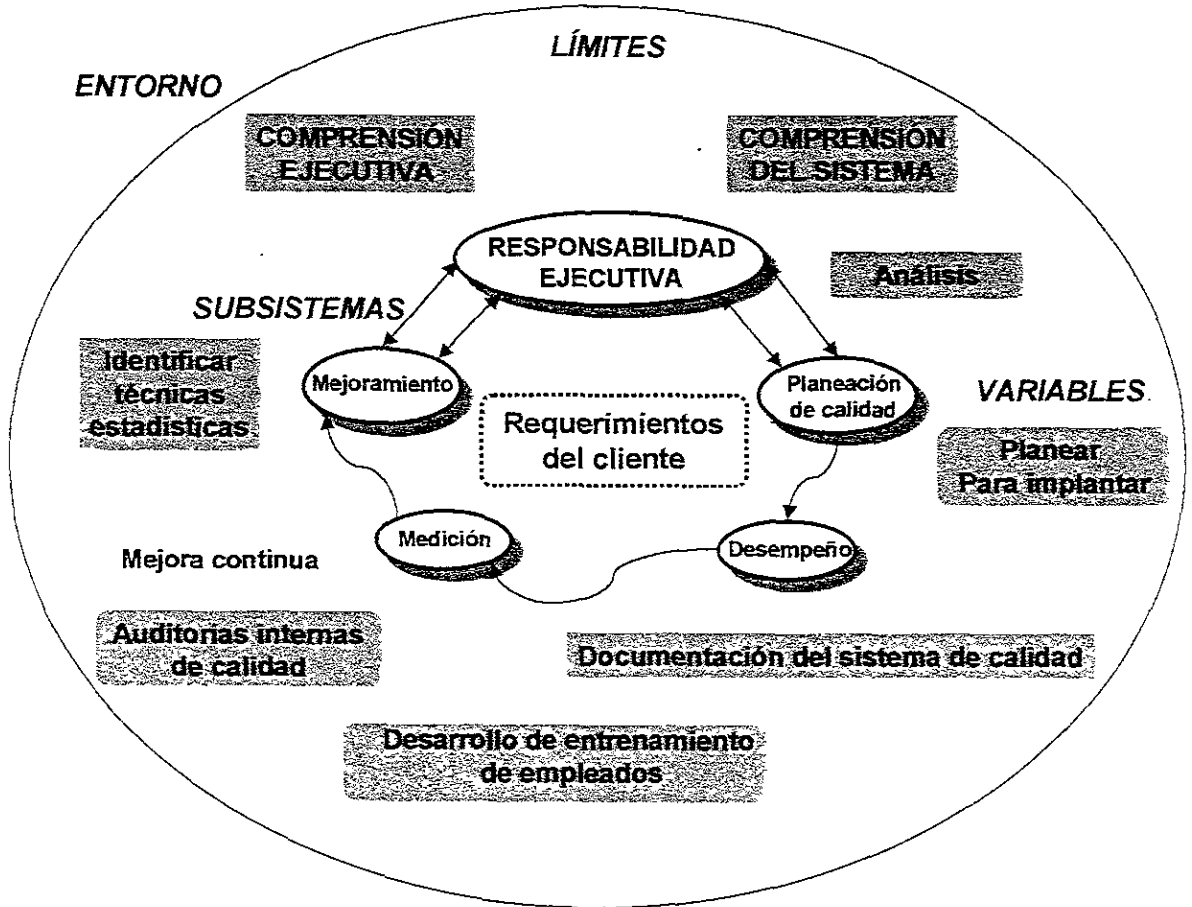 LÍMITES
ENTORNO
COMPRENSIÓN
EJECUTIVA
COMPRENSIÓN
DEL SISTEMA
RESPONSABILIDAD
EJECUTIVA
Análisis
SUBSISTEMAS
Identificar
técnicas
estadísticas
Mejoramiento
Planeación
de calidad
VARIABLES.
Requerimientos
del cliente
Planear
Para implantar
Medición
Desempeño
Mejora continua
Auditorias internas
de calidad
Documentación del sistema de calidad
Desarrollo de entrenamiento
de empleados